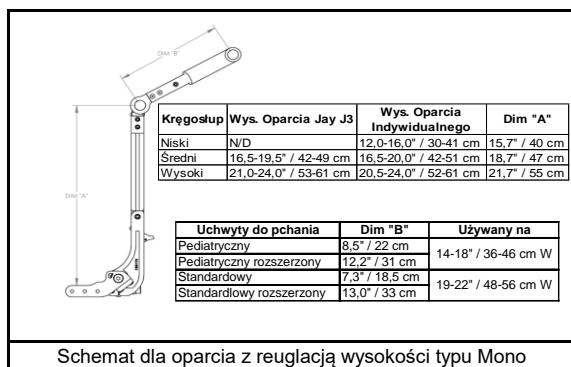 DIM "B"
DIM "A"
Kręgosłup Wys. Oparcia Jay J3 Wys. Oparcia Indywidualnego Dim "A"
Niski N/D 12,0-16,0" / 30-41 cm 15,7" / 40 cm
Średni 16,5-19,5" / 42-49 cm 16,5-20,0" / 42-51 cm 18,7" / 47 cm
Wysoki 21,0-24,0" / 53-61 cm 20,5-24,0" / 52-61 cm 21,7" / 55 cm
Uchwyty do pchania Dim "B" Używany na
Pediatryczny 8,5" / 22 cm 14-18" / 36-46 cm W
Pediatryczny rozszerzony 12,2" / 31 cm
Standardowy 7,3" / 18,5 cm 19-22" / 48-56 cm W
Standardlowy rozszerzony 13,0" / 33 cm
Schemat dla oparcia z reuglacją wysokości typu Mono